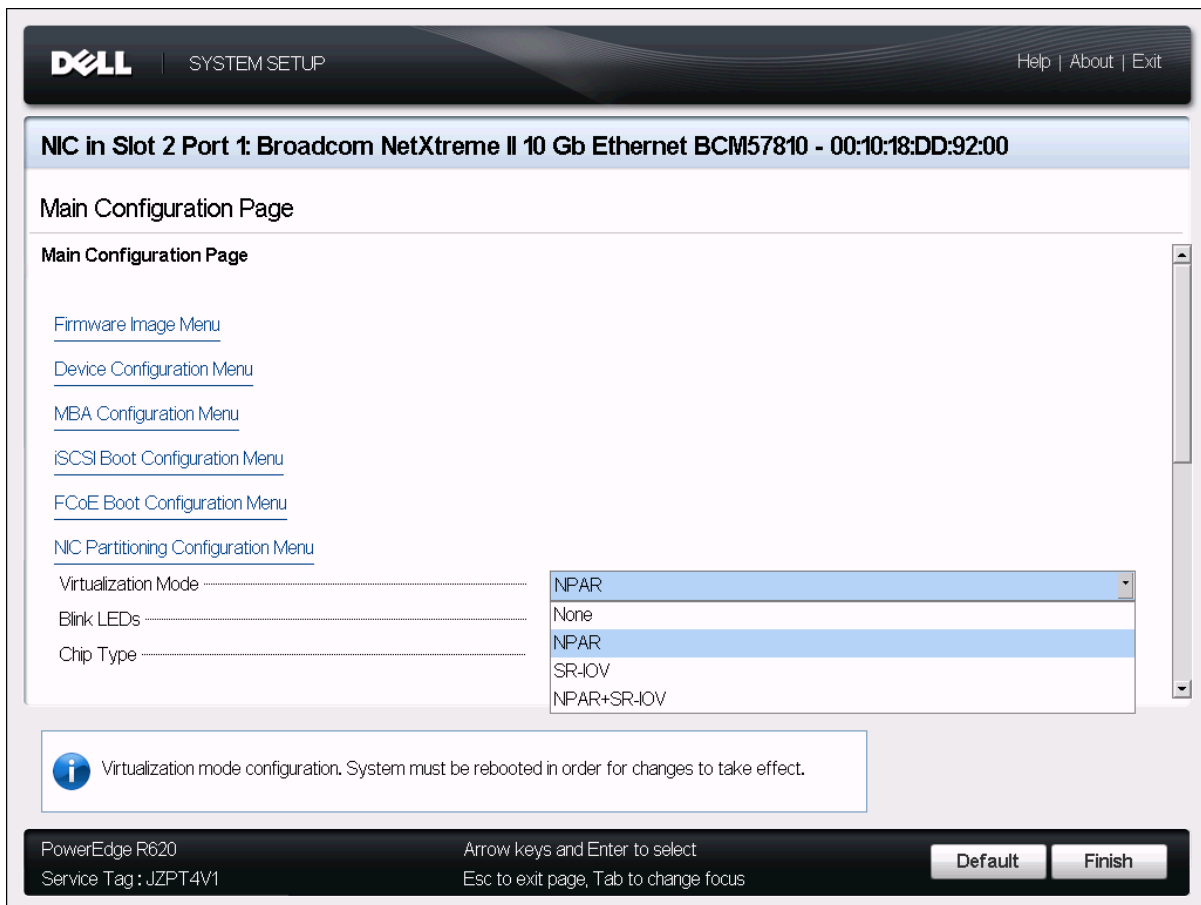 DELL SYSTEM SETUP Help | About | Exit
NIC in Slot 2 Port 1: Broadcom NetXtreme II 10 Gb Ethernet BCM57810 - 00:10:18:DD:92:00
Main Configuration Page
Main Configuration Page
Firmware Image Menu
Device Configuration Menu
MBA Configuration Menu
iSCSI Boot Configuration Menu
FCoE Boot Configuration Menu
NIC Partitioning Configuration Menu
Virtualization Mode NPAR
Blink LEDs None
NPAR
Chip Type SR-IOV
NPAR+SR-IOV
Virtualization mode configuration. System must be rebooted in order for changes to take effect.
PowerEdge R620 Arrow keys and Enter to select
Service Tag : JZPT4V1 Esc to exit page, Tab to change focus
Default Finish